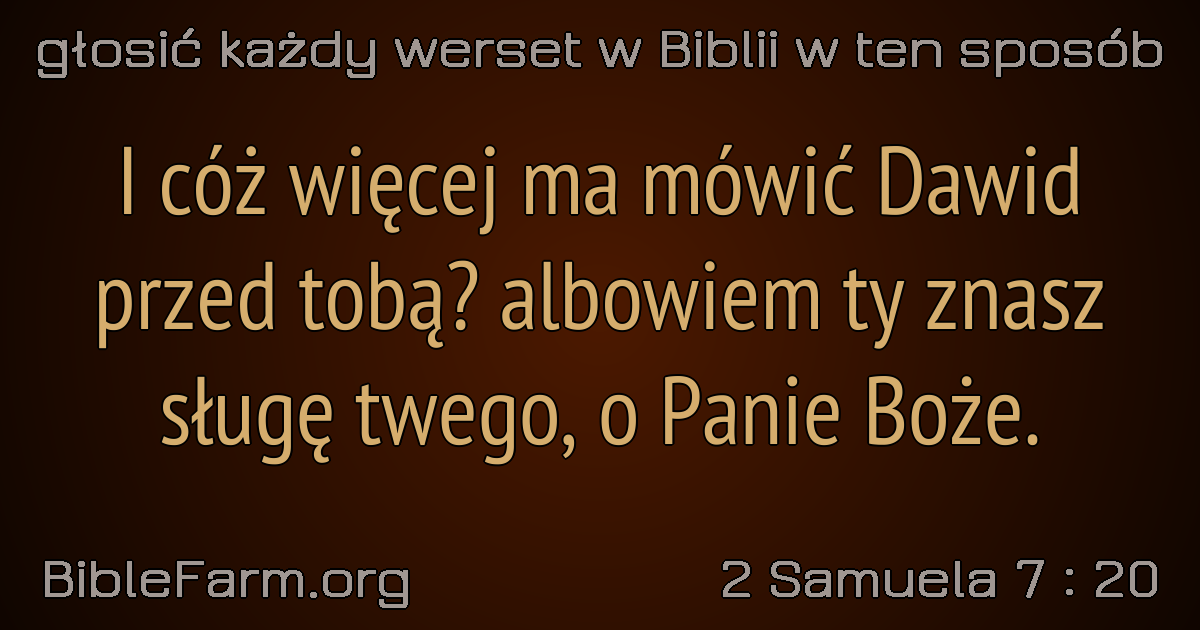 głosić każdy werset w Biblii w ten sposób
I cóż więcej ma mówić Dawid
przed tobą? albowiem ty znasz
sługę twego, o Panie Boże.
BibleFarm.org
2 Samuela 7 : 20